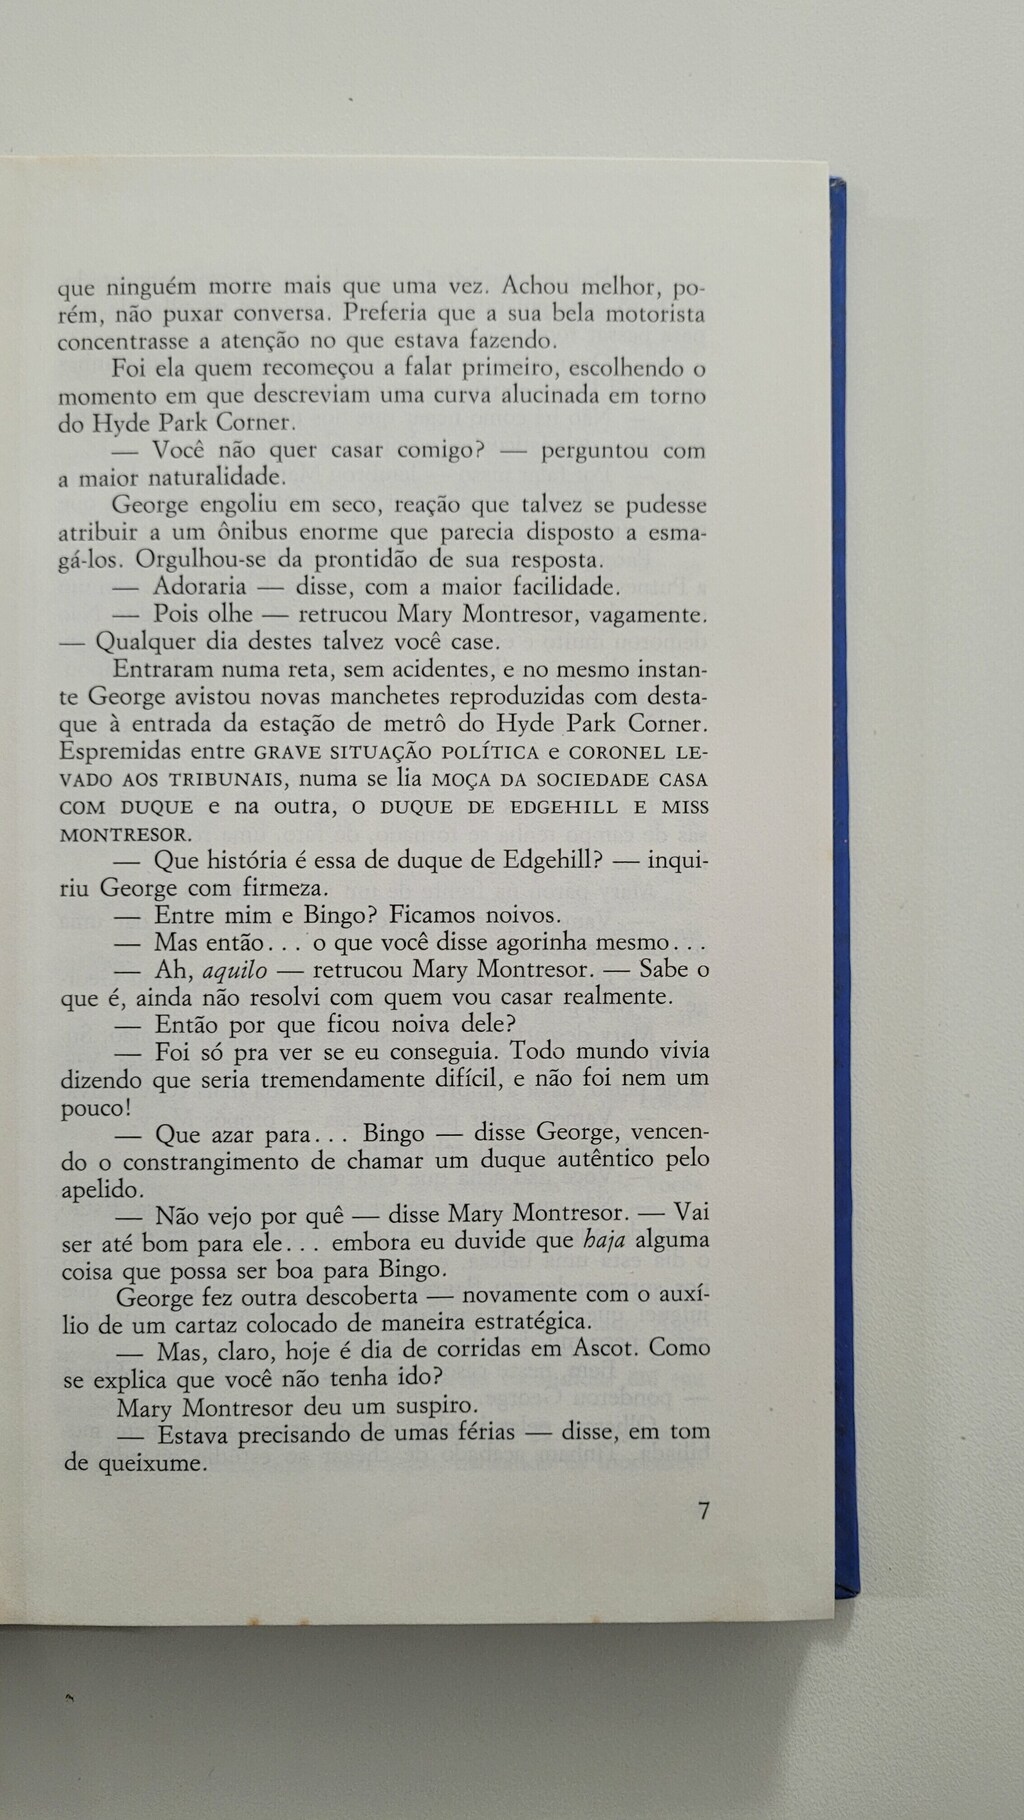 que ninguém morre mais que uma vez. Achou melhor, po-
rém, não puxar conversa. Preferia que a sua bela motorista
concentrasse a atenção no que estava fazendo.
Foi ela quem recomeçou a falar primeiro, escolhendo o
momento em que descreviam uma curva alucinada em torno
do Hyde Park Corner.
— Você não quer casar comigo? — perguntou com
a maior naturalidade.
George engoliu em seco, reação que talvez se pudesse
atribuir a um ônibus enorme que parecia disposto a esma-
gá-los. Orgulhou-se da prontidão de sua resposta.
— Adoraria — disse, com a maior facilidade.
— Pois olhe — retrucou Mary Montresor, vagamente.
— Qualquer dia destes talvez você case.
Entraram numa reta, sem acidentes, e no mesmo instan-
te George avistou novas manchetes reproduzidas com desta-
que à entrada da estação de metrô do Hyde Park Corner.
Espremidas entre GRAVE SITUAÇÃO POLÍTICA e CORONEL LE-
VADO AOS TRIBUNAIS, numa se lia MOÇA DA SOCIEDADE CASA
COM DUQUE e na outra, O DUQUE DE EDGEHILL E MISS
MONTRESOR.
— Que história é essa de duque de Edgehill? — inqui-
riu George com firmeza.
— Entre mim e Bingo? Ficamos noivos.
— Mas então... o que você disse agorinha mesmo...
— Ah, aquilo — retrucou Mary Montresor. — Sabe o
que é, ainda não resolvi com quem vou casar realmente.
— Então por que ficou noiva dele?
— Foi só pra ver se eu conseguia. Todo mundo vivia
dizendo que seria tremendamente difícil, e não foi nem um
pouco!
— Que azar para... Bingo — disse George, vencen-
do o constrangimento de chamar um duque autêntico pelo
apelido.
— Não vejo por quê — disse Mary Montresor. — Vai
ser até bom para ele... embora eu duvide que haja alguma
coisa que possa ser boa para Bingo.
George fez outra descoberta — novamente com o auxí-
lio de um cartaz colocado de maneira estratégica.
— Mas, claro, hoje é dia de corridas em Ascot. Como
se explica que você não tenha ido?
Mary Montresor deu um suspiro.
— Estava precisando de umas férias — disse, em tom
de queixume.
7